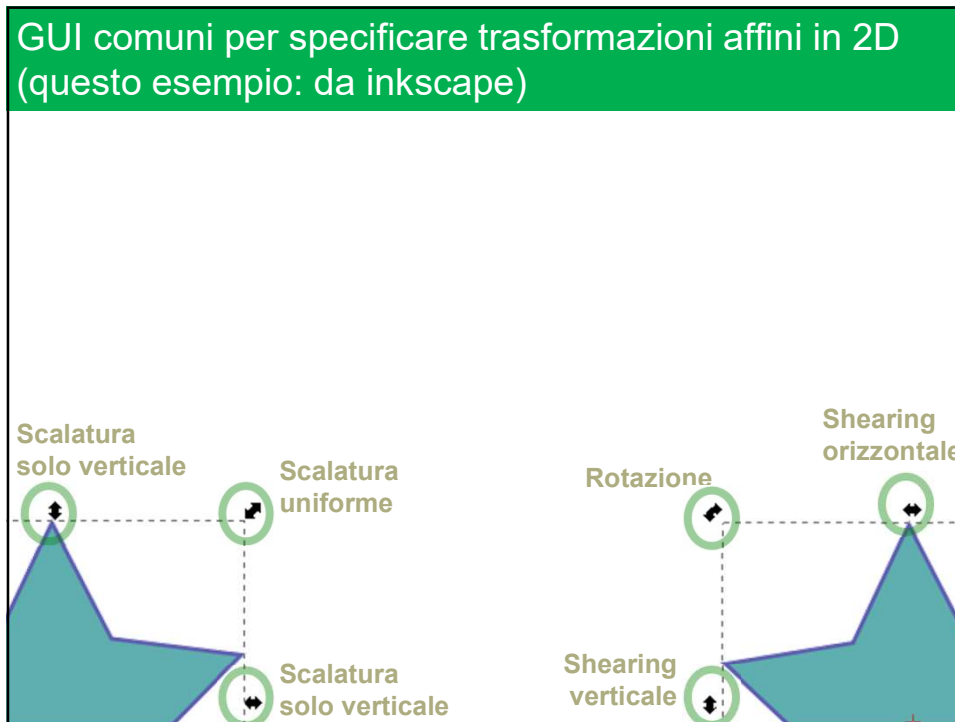 GUI comuni per specificare trasformazioni affini in 2D
(questo esempio: da inkscape)
Scalatura
solo verticale
Scalatura
uniforme
Rotazione
Shearing
orizzontale
Scalatura
solo verticale
Shearing
verticale